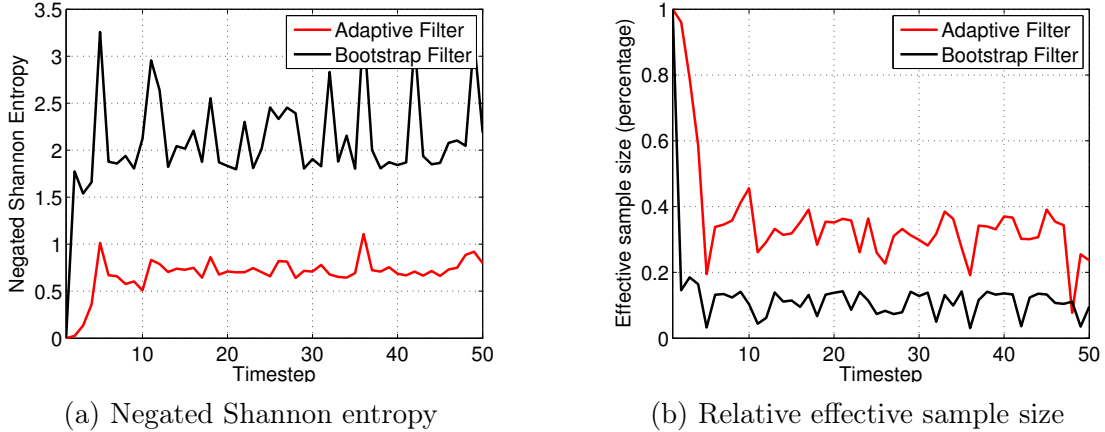 3.5
3
2.5
2
1.5
1
0.5
0
Negated Shannon Entropy
Adaptive Filter
Bootstrap Filter
10
20
30
40
50
Timestep
(a) Negated Shannon entropy
1
0.8
0.6
0.4
0.2
0
Effective sample size (percentage)
Adaptive Filter
Bootstrap Filter
10
20
30
40
50
Timestep
(b) Relative effective sample size